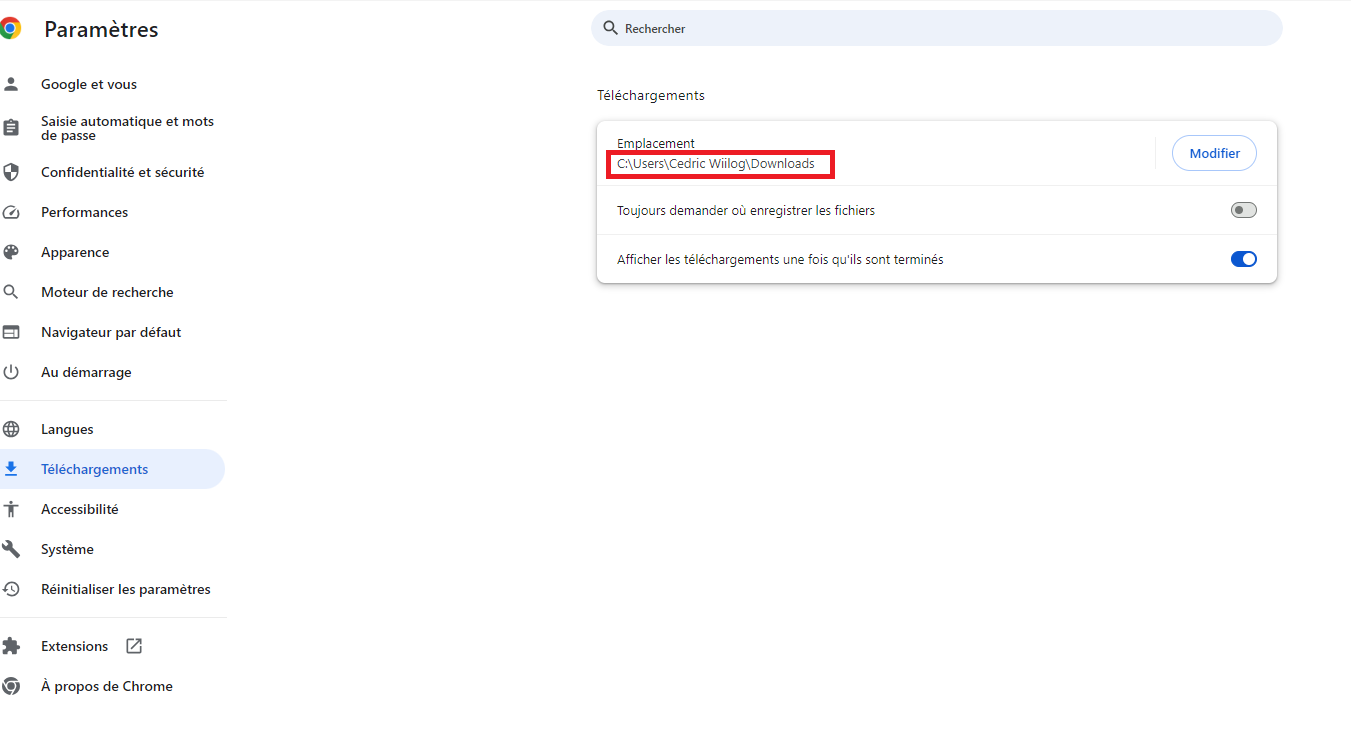 Paramètres
Rechercher
Google et vous
Saisie automatique et mots
de passe
Confidentialité et sécurité
Performances
Apparence
Moteur de recherche
Navigateur par défaut
Au démarrage
Langues
Téléchargements
Accessibilité
Système
Réinitialiser les paramètres
Extensions
À propos de Chrome
Téléchargements
Emplacement
C:\Users\Cedric Wiilog\Downloads
Modifier
Toujours demander où enregistrer les fichiers
Afficher les téléchargements une fois qu'ils sont terminés